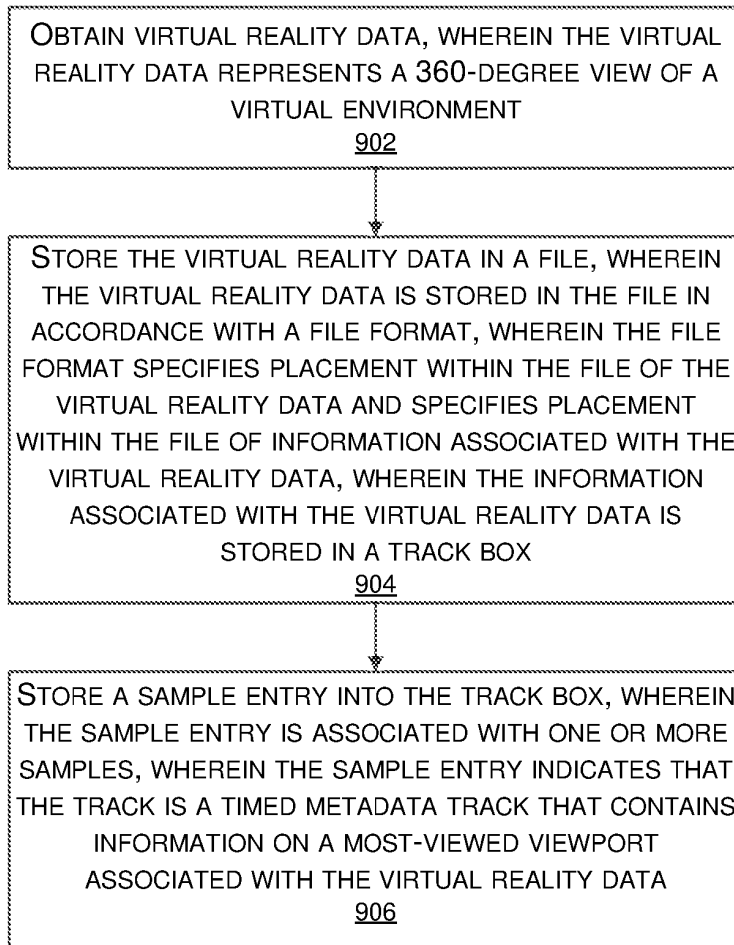 OBTAIN VIRTUAL REALITY DATA, WHEREIN THE VIRTUAL
REALITY DATA REPRESENTS A 360-DEGREE VIEW OF A
VIRTUAL ENVIRONMENT
902
STORE THE VIRTUAL REALITY DATA IN A FILE, WHEREIN
THE VIRTUAL REALITY DATA IS STORED IN THE FILE IN
ACCORDANCE WITH A FILE FORMAT, WHEREIN THE FILE
FORMAT SPECIFIES PLACEMENT WITHIN THE FILE OF THE
VIRTUAL REALITY DATA AND SPECIFIES PLACEMENT
WITHIN THE FILE OF INFORMATION ASSOCIATED WITH THE
VIRTUAL REALITY DATA, WHEREIN THE INFORMATION
ASSOCIATED WITH THE VIRTUAL REALITY DATA IS
STORED IN A TRACK BOX
904
STORE A SAMPLE ENTRY INTO THE TRACK BOX, WHEREIN
THE SAMPLE ENTRY IS ASSOCIATED WITH ONE OR MORE
SAMPLES, WHEREIN THE SAMPLE ENTRY INDICATES THAT
THE TRACK IS A TIMED METADATA TRACK THAT CONTAINS
INFORMATION ON A MOST-VIEWED VIEWPORT
ASSOCIATED WITH THE VIRTUAL REALITY DATA
906